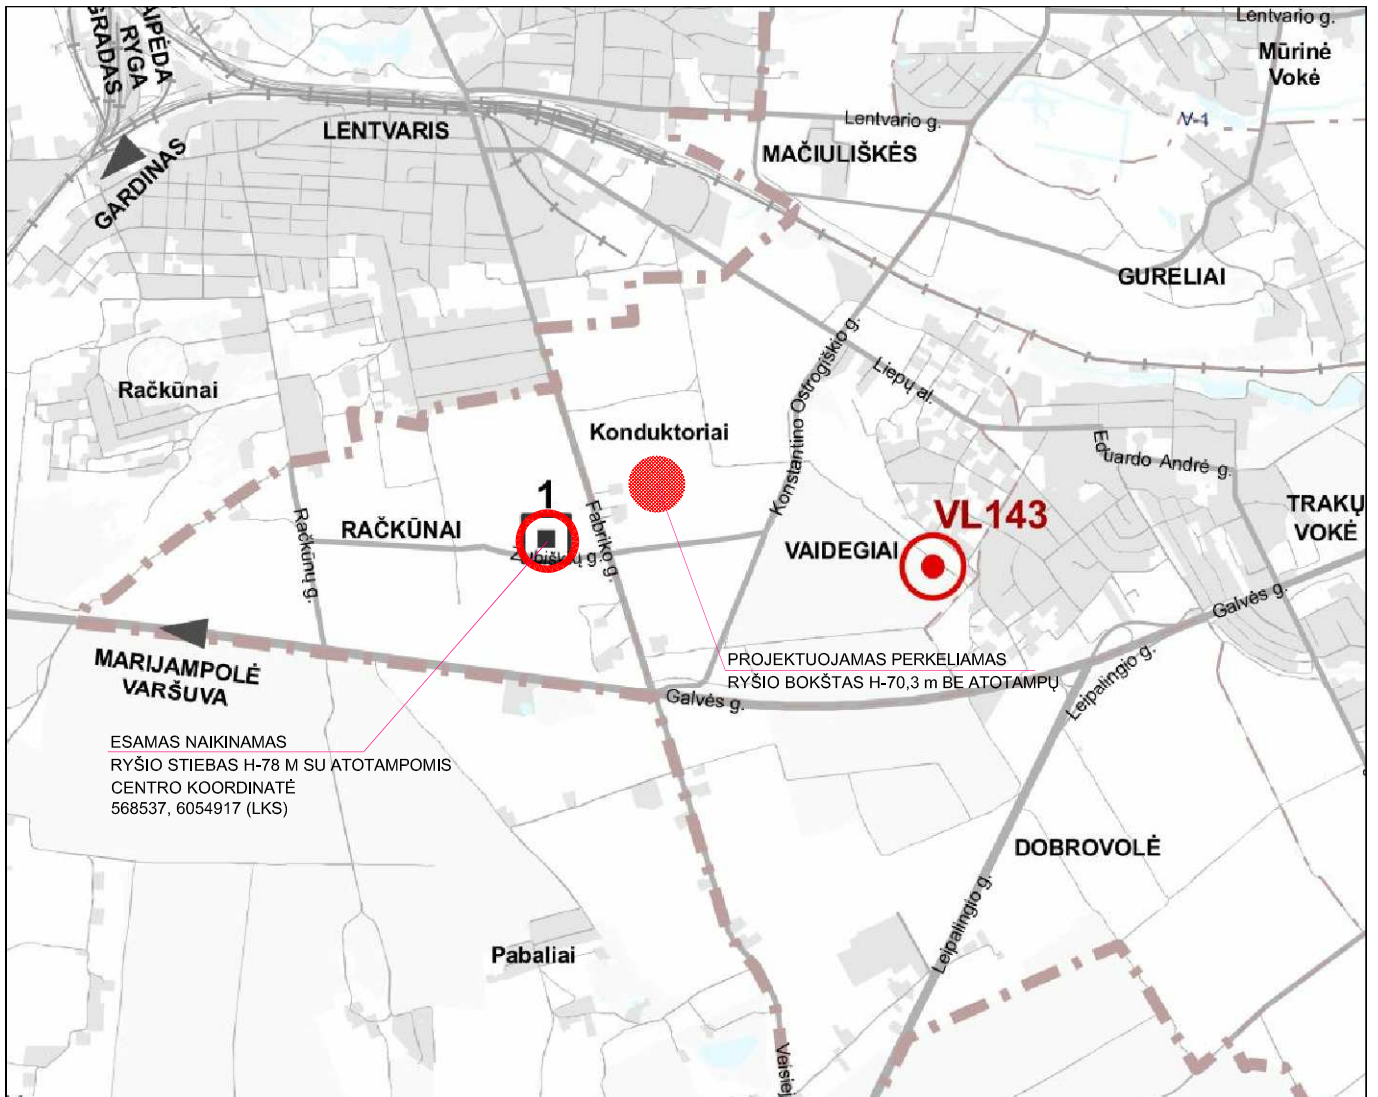 RYGA
Lentvario g.
Mūrinė
Vokė
LENTVARIS
Lentvario g.
MAČIULIŠKĖS
GARDINAS
GURELIAI
Račkūnai
Liepų al.
Konstantino Ostrogiškio g.
Konduktoriai
Eduardo Andrė g.
1
TRAKŲ
VOKĖ
VL143
RAČKŪNAI
VAIDEGIAI
Račkūnų g.
Fabriko g.
Galvės g.
MARIJAMPOLĖ
VARŠUVA
PROJEKTUOJAMAS PERKELIAMAS
RYŠIO BOKŠTAS H-70,3 m BE ATOTAMPŲ
Galvės g.
Leipalingio g.
ESAMAS NAIKINAMAS
RYŠIO STIEBAS H-78 M SU ATOTAMPOMIS
CENTRO KOORDINATĖ
568537, 6054917 (LKS)
DOBROVOLĖ
Leipalingio g.
Pabaliai